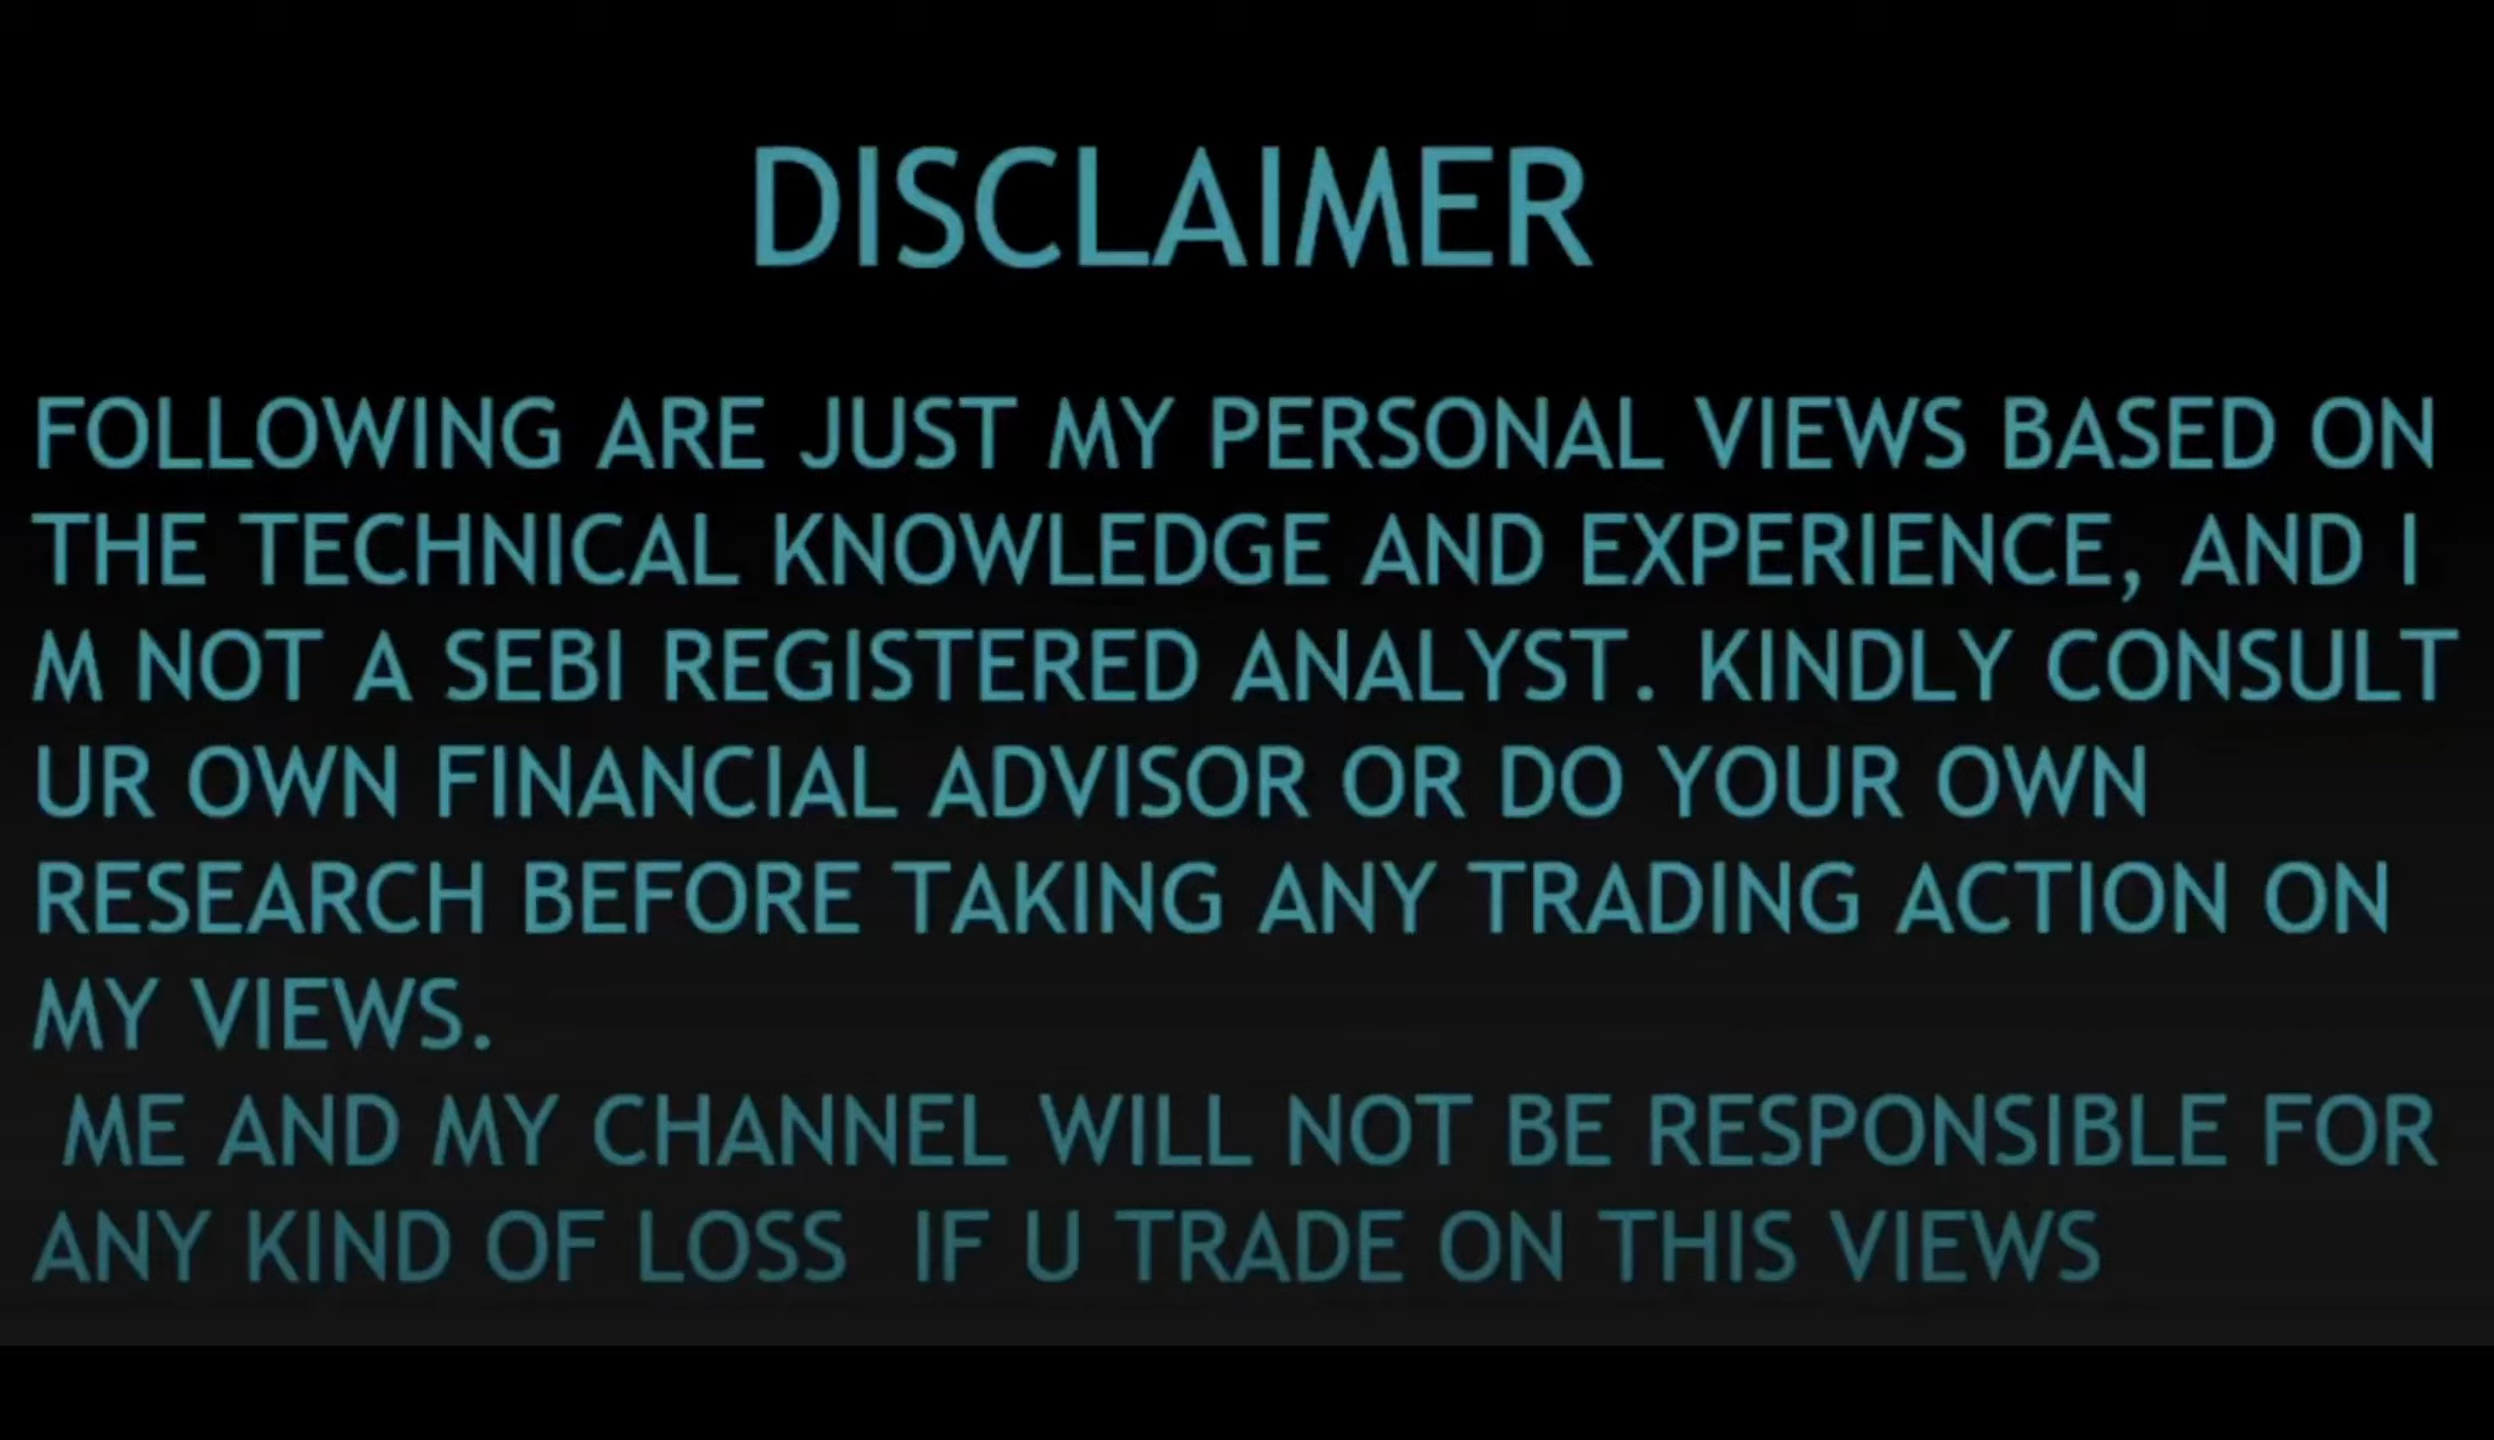 DISCLAIMER
FOLLOWING ARE JUST MY PERSONAL VIEWS BASED ON
THE TECHNICAL KNOWLEDGE AND EXPERIENCE, AND I
M NOT A SEBI REGISTERED ANALYST. KINDLY CONSULT
UR OWN FINANCIAL ADVISOR OR DO YOUR OWN
RESEARCH BEFORE TAKING ANY TRADING ACTION ON
MY VIEWS.
ME AND MY CHANNEL WILL NOT BE RESPONSIBLE FOR
ANY KIND OF LOSS  IF U TRADE ON THIS VIEWS